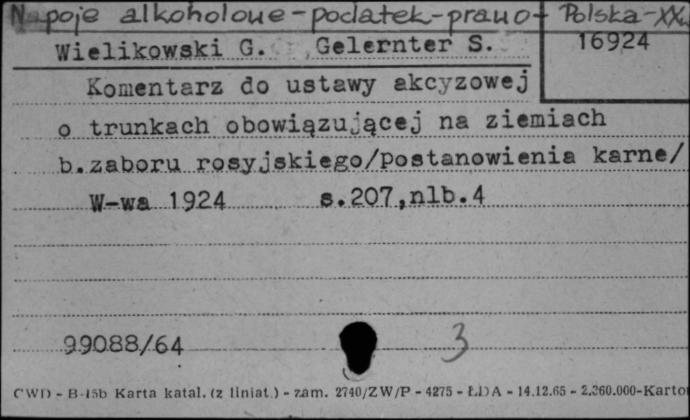 Napoje alkoholowe-podatek-prawo-Polska-XXw.
Wielikowski G. Gelernter S.
16924
Komentarz do ustawy akcyzowej
o trunkach obowiązującej na ziemiach
b.zaboru rosyjskiego/postanowienia karne/
W-wa 1924 s.207,nlb.4
99088/64
3
CWD - B-15b Karta katal. (z liniat.) - zam. 2740/ZW/P - 4275 - ŁDA - 14.12.65 - 2.360.000-Karto